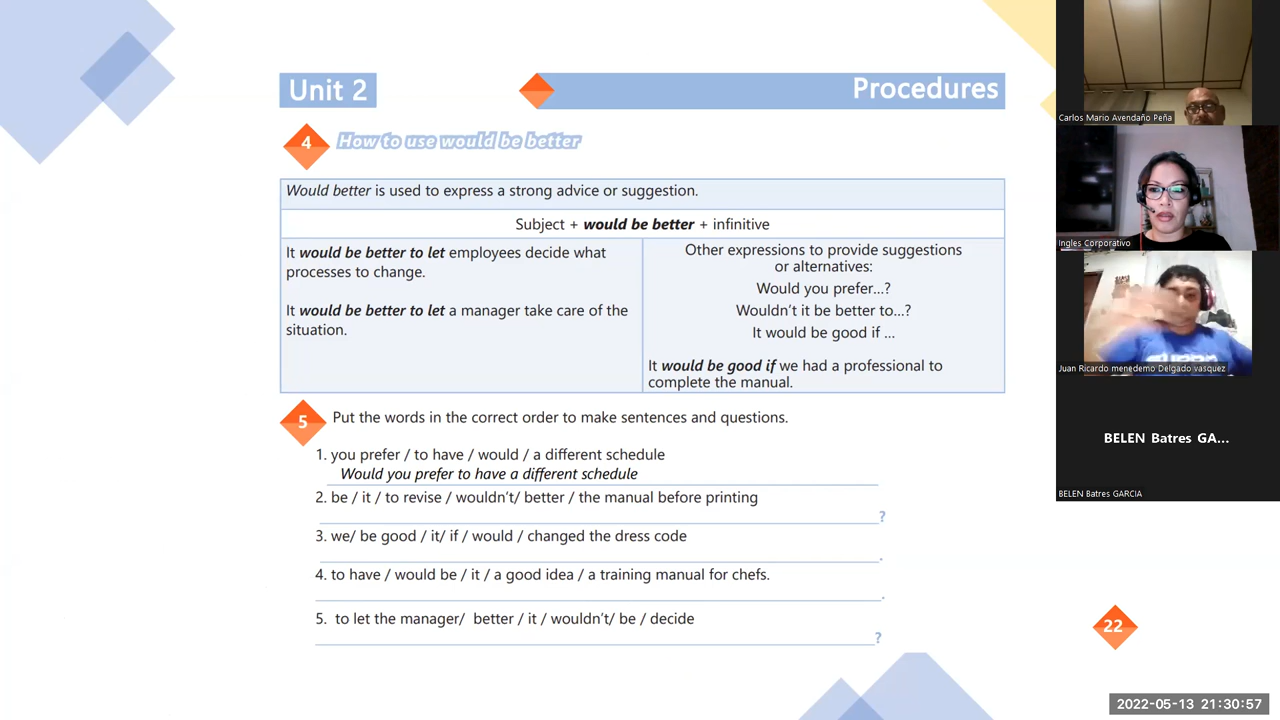 Unit 2
Procedures
4
How to use would be better
Would better is used to express a strong advice or suggestion.
Subject + would be better + infinitive
It would be better to let employees decide what
processes to change.
It would be better to let a manager take care of the
situation.
Other expressions to provide suggestions
or alternatives:
Would you prefer...?
Wouldn't it be better to...?
It would be good if ...
It would be good if we had a professional to
complete the manual.
5
Put the words in the correct order to make sentences and questions.
1. you prefer / to have / would / a different schedule
Would you prefer to have a different schedule
2. be / it / to revise / wouldn't/ better / the manual before printing
?
3. we/ be good / it/ if / would / changed the dress code
.
4. to have / would be / it / a good idea / a training manual for chefs.
.
5. to let the manager/ better / it / wouldn't/ be / decide
?
22
Carlos Mario Avendaño Peña
Ingles Corporativo
Juan Ricardo menedemo Delgado vasquez
BELEN Batres GA...
BELEN Batres GARCIA
2022-05-13 21:30:57